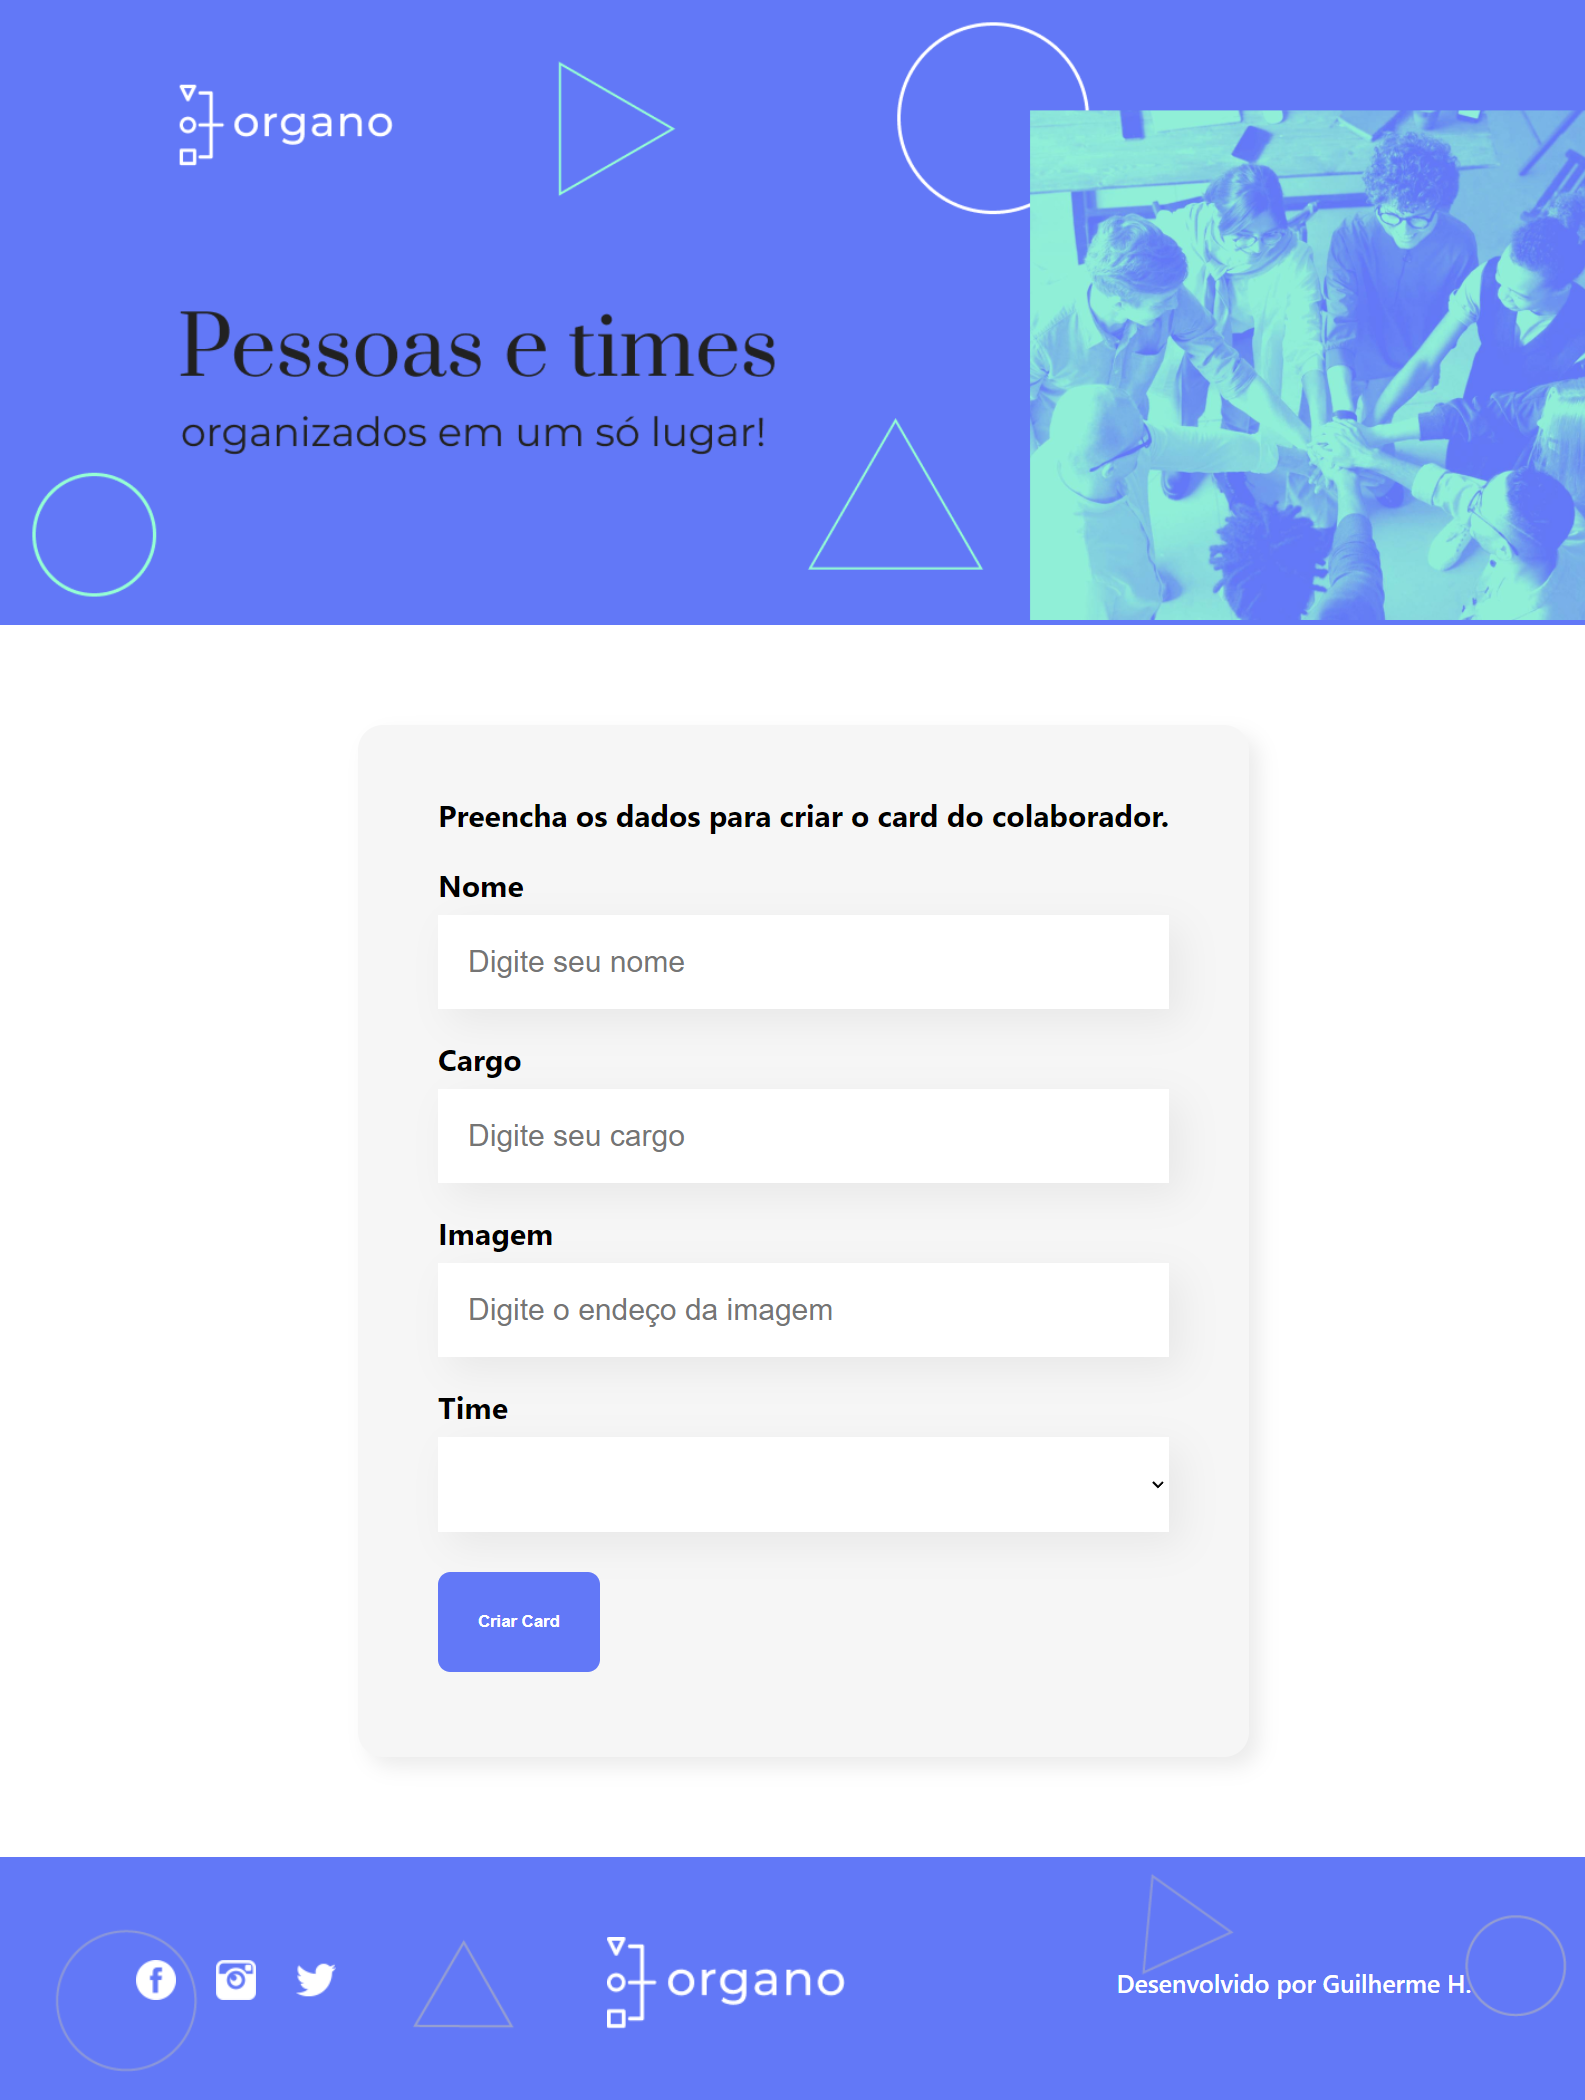 organo
Pessoas e times
organizados em um só lugar!
Preencha os dados para criar o card do colaborador.
Nome
Digite seu nome
Cargo
Digite seu cargo
Imagem
Digite o endeço da imagem
Time
Criar Card
organo
Desenvolvido por Guilherme H.